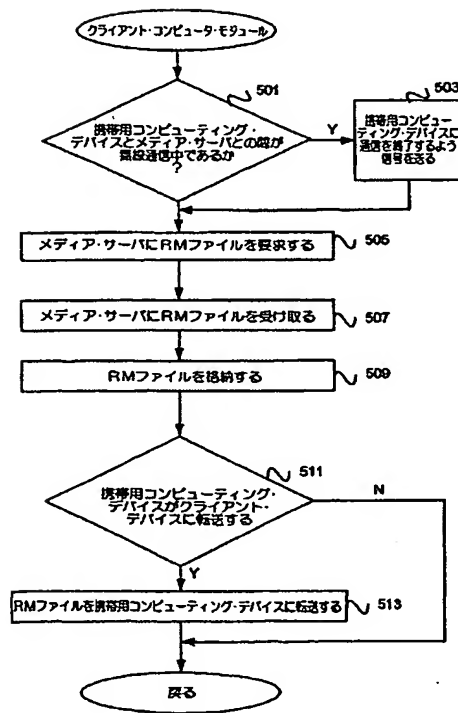 クライアント・コンピュータ・モジュール
501
携帯用コンピューティング・
デバイスとメディア・サーバとの間が
無線通信中であるか
?
Y
503
携帯用コンピュー
ティング・デバイスに
通信を終了するよう
信号を送る
メディア・サーバにRMファイルを要求する
505
メディア・サーバにRMファイルを受け取る
507
RMファイルを格納する
509
511
携帯用コンピューティング・
デバイスがクライアント・
デバイスに転送する
N
Y
RMファイルを携帯用コンピューティング・デバイスに転送する
513
戻る